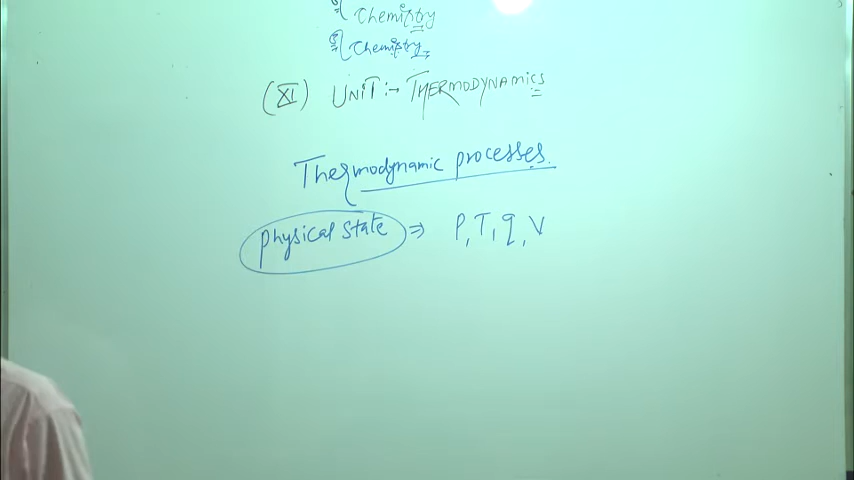 Chemistry
Chemistry
(XI) UNIT :→ THERMODYNAMICS
Thermodynamic processes.
physical state ⇒ P, T, q, V